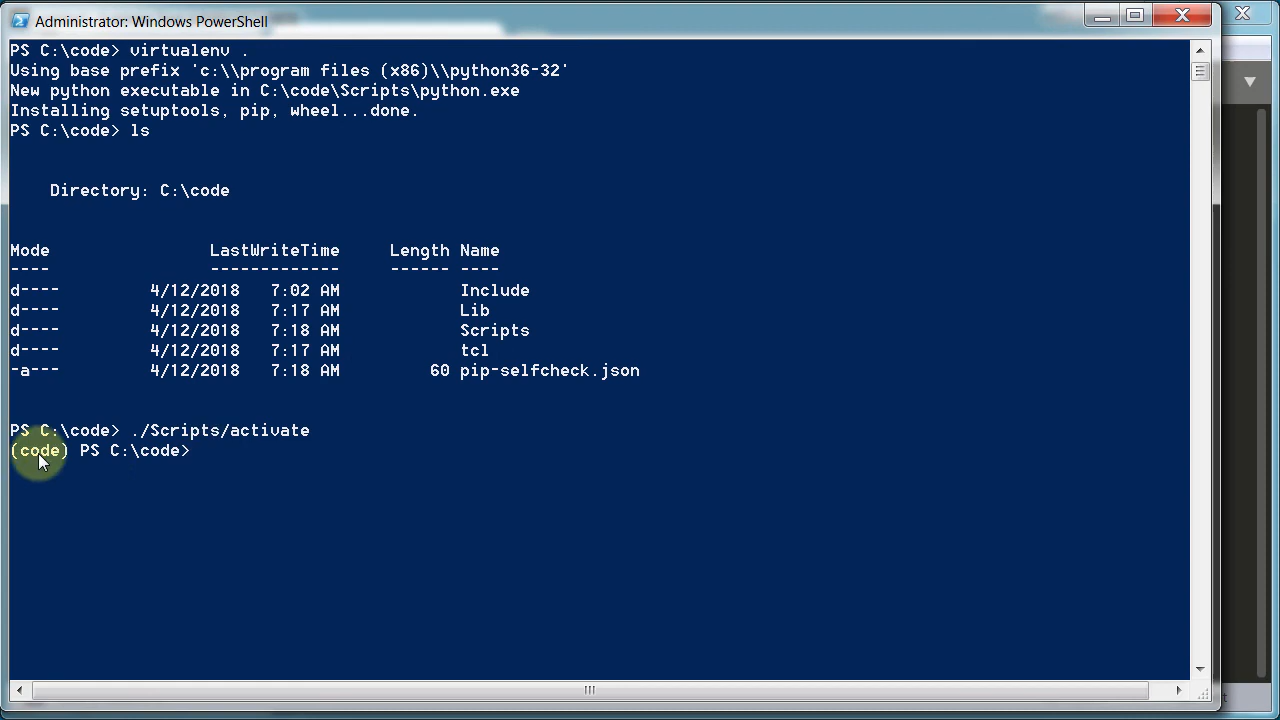 Administrator: Windows PowerShell
PS C:\code> virtualenv .
Using base prefix 'c:\\program files (x86)\\python36-32'
New python executable in C:\code\Scripts\python.exe
Installing setuptools, pip, wheel...done.
PS C:\code> ls
Directory: C:\code
Mode LastWriteTime Length Name
---- ------------- ------ ----
d---- 4/12/2018 7:02 AM Include
d---- 4/12/2018 7:17 AM Lib
d---- 4/12/2018 7:18 AM Scripts
d---- 4/12/2018 7:17 AM tcl
-a--- 4/12/2018 7:18 AM 60 pip-selfcheck.json
PS C:\code> ./Scripts/activate
(code) PS C:\code>